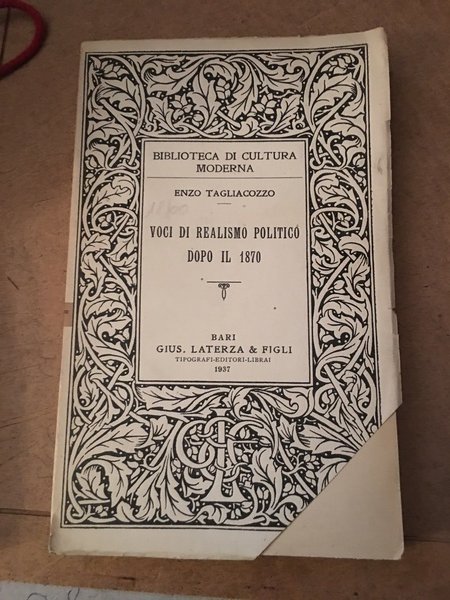 BIBLIOTECA DI CULTURA
MODERNA
ENZO TAGLIACOZZO
VOCI DI REALISMO POLITICO
DOPO IL 1870
BARI
GIUS. LATERZA & FIGLI
TIPOGRAFI-EDITORI-LIBRAI
1937